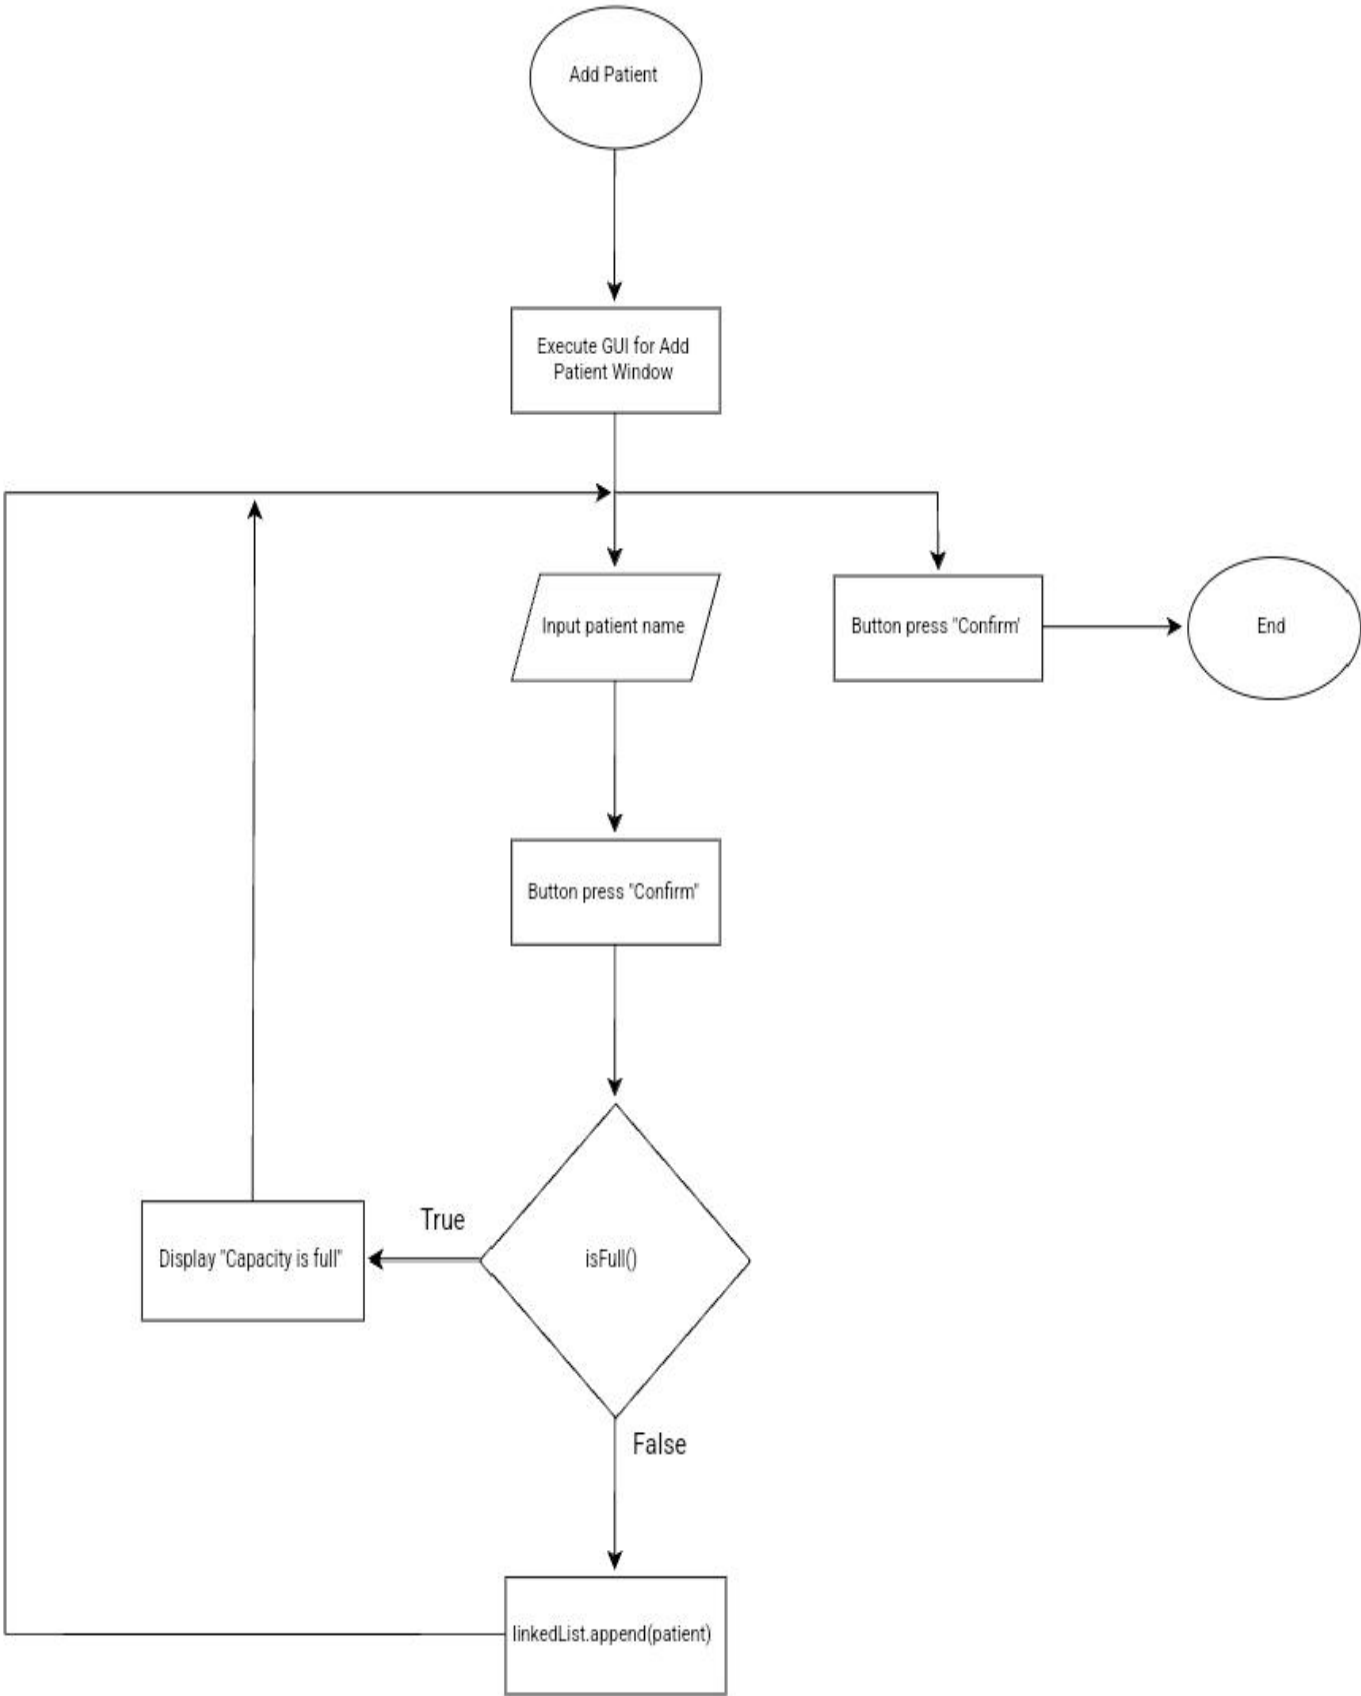 Add Patient
Execute GUI for Add
Patient Window
Input patient name
Button press "Confirm'
End
Button press "Confirm"
True
Display "Capacity is full"
isFull()
False
linkedList.append(patient)